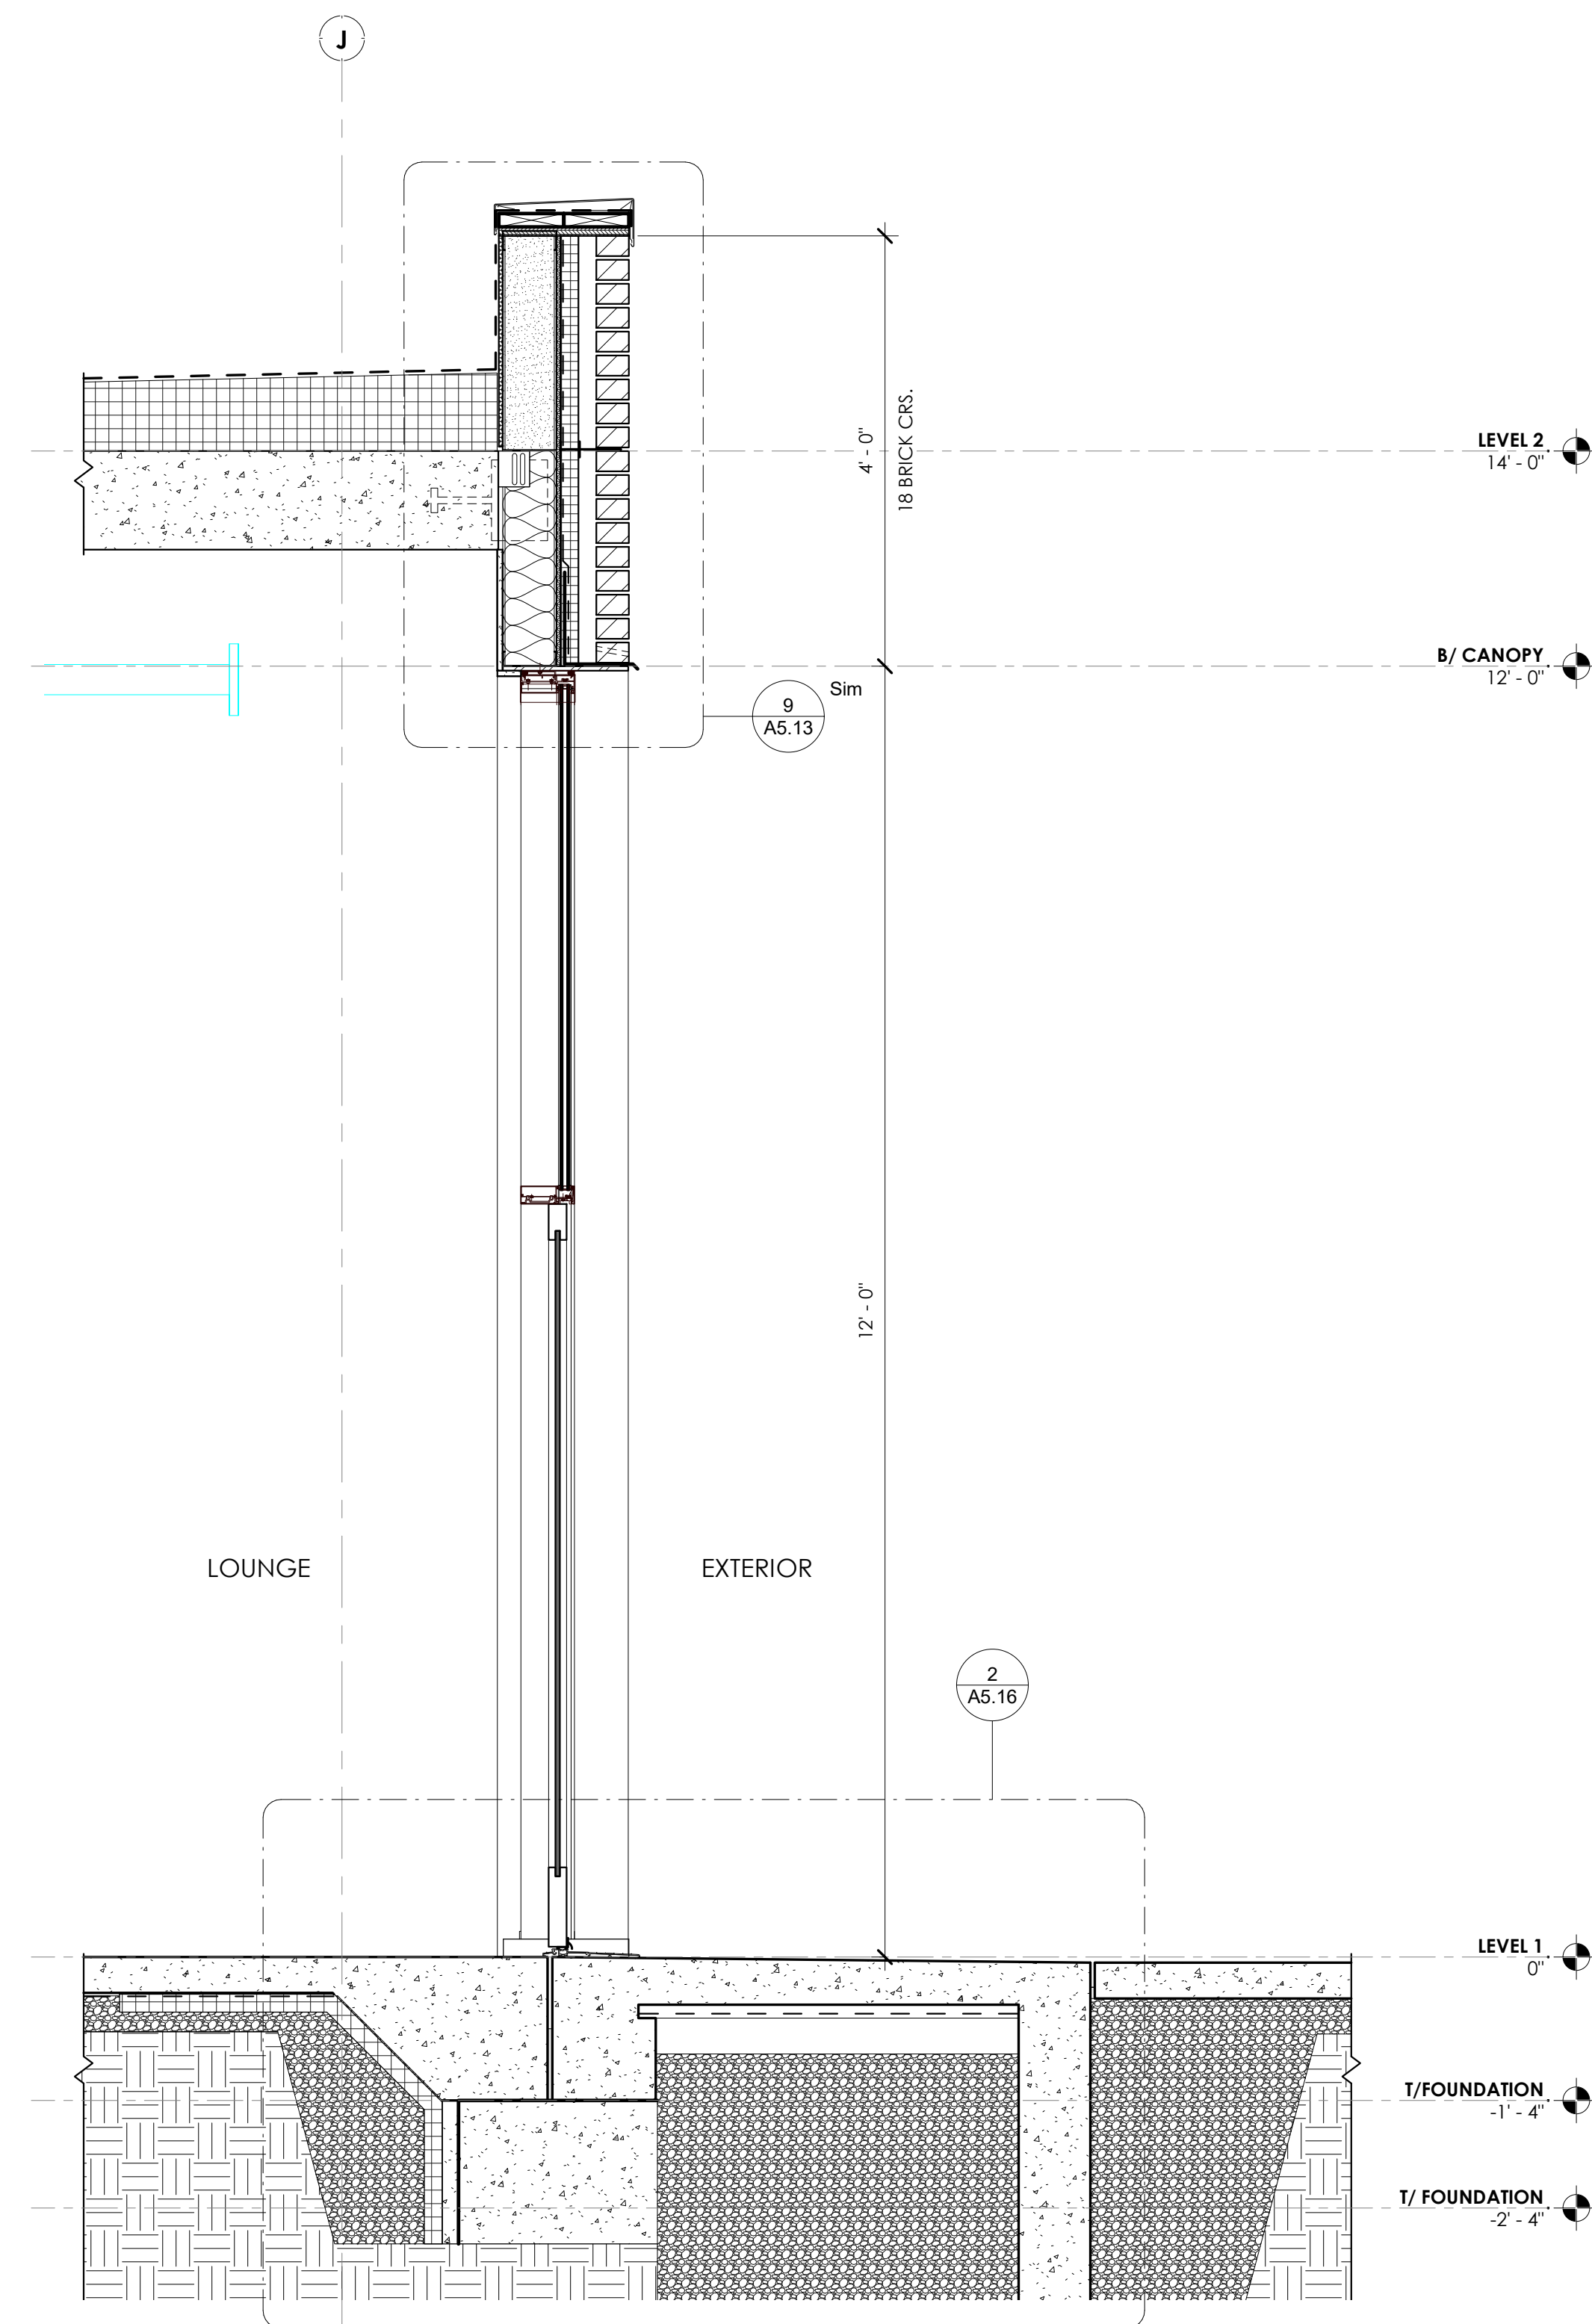 J
4' - 0"
18 BRICK CRS.
LEVEL 2
14' - 0"
B/ CANOPY
12' - 0"
Sim
9
A5.13
12' - 0"
LOUNGE
EXTERIOR
2
A5.16
LEVEL 1
0"
T/FOUNDATION
-1' - 4"
T/ FOUNDATION
-2' - 4"